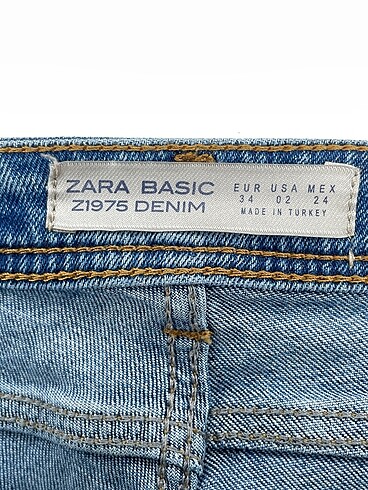 ZARA BASIC
Z1975 DENIM
EUR USA MEX
34 02 24
MADE IN TURKEY